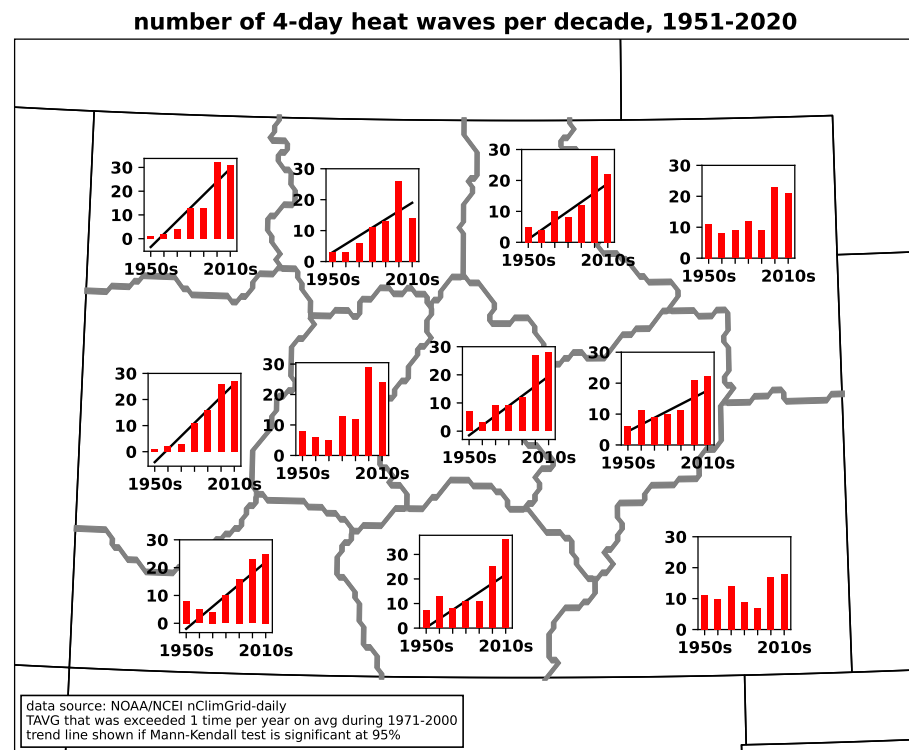 number of 4-day heat waves per decade, 1951-2020
30
20
10
0
1950s 2010s
30
20
10
0
1950s 2010s
30
20
10
0
1950s 2010s
30
20
10
0
1950s 2010s
30
20
10
0
1950s 2010s
30
20
10
0
1950s 2010s
30
20
10
0
1950s 2010s
30
20
10
0
1950s 2010s
30
20
10
0
1950s 2010s
30
20
10
0
1950s 2010s
30
20
10
0
1950s 2010s
data source: NOAA/NCEI nClimGrid-daily
TAVG that was exceeded 1 time per year on avg during 1971-2000
trend line shown if Mann-Kendall test is significant at 95%